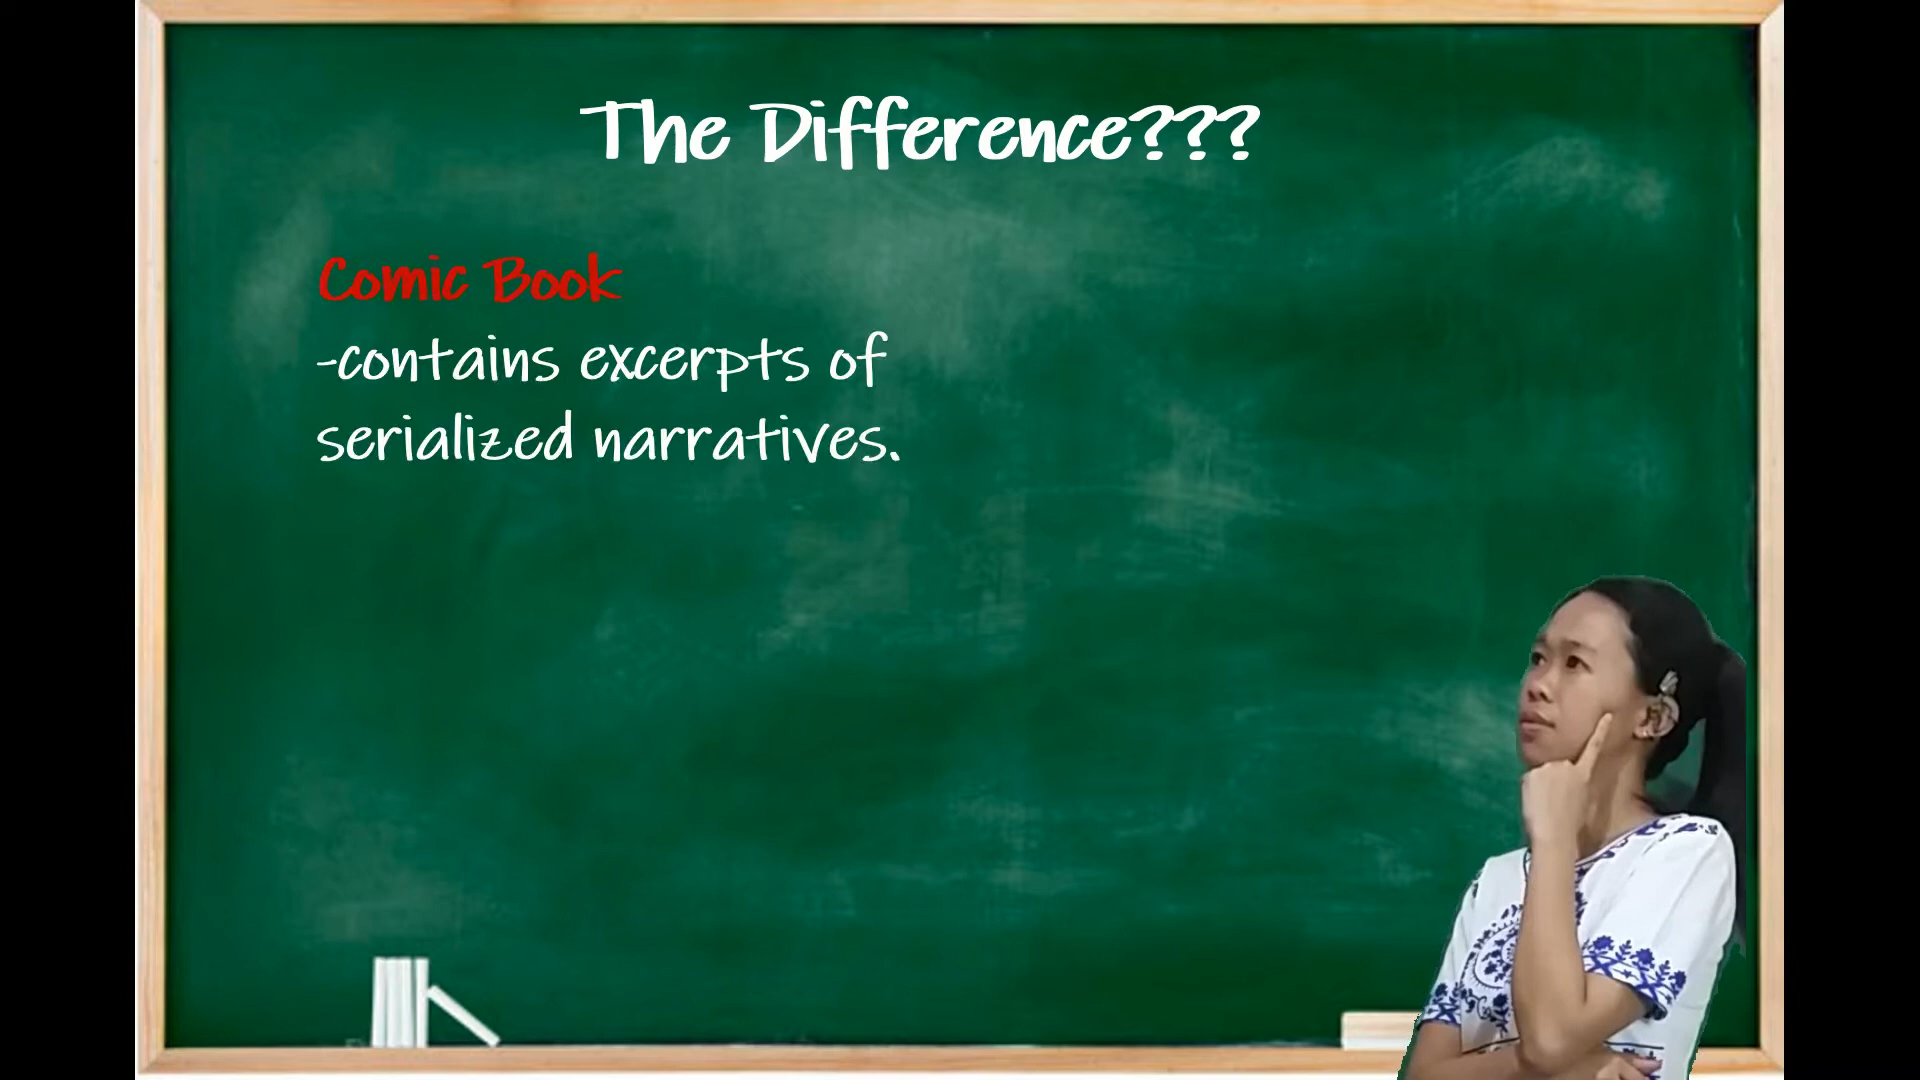 The Difference???
Comic Book
-contains excerpts of
serialized narratives.